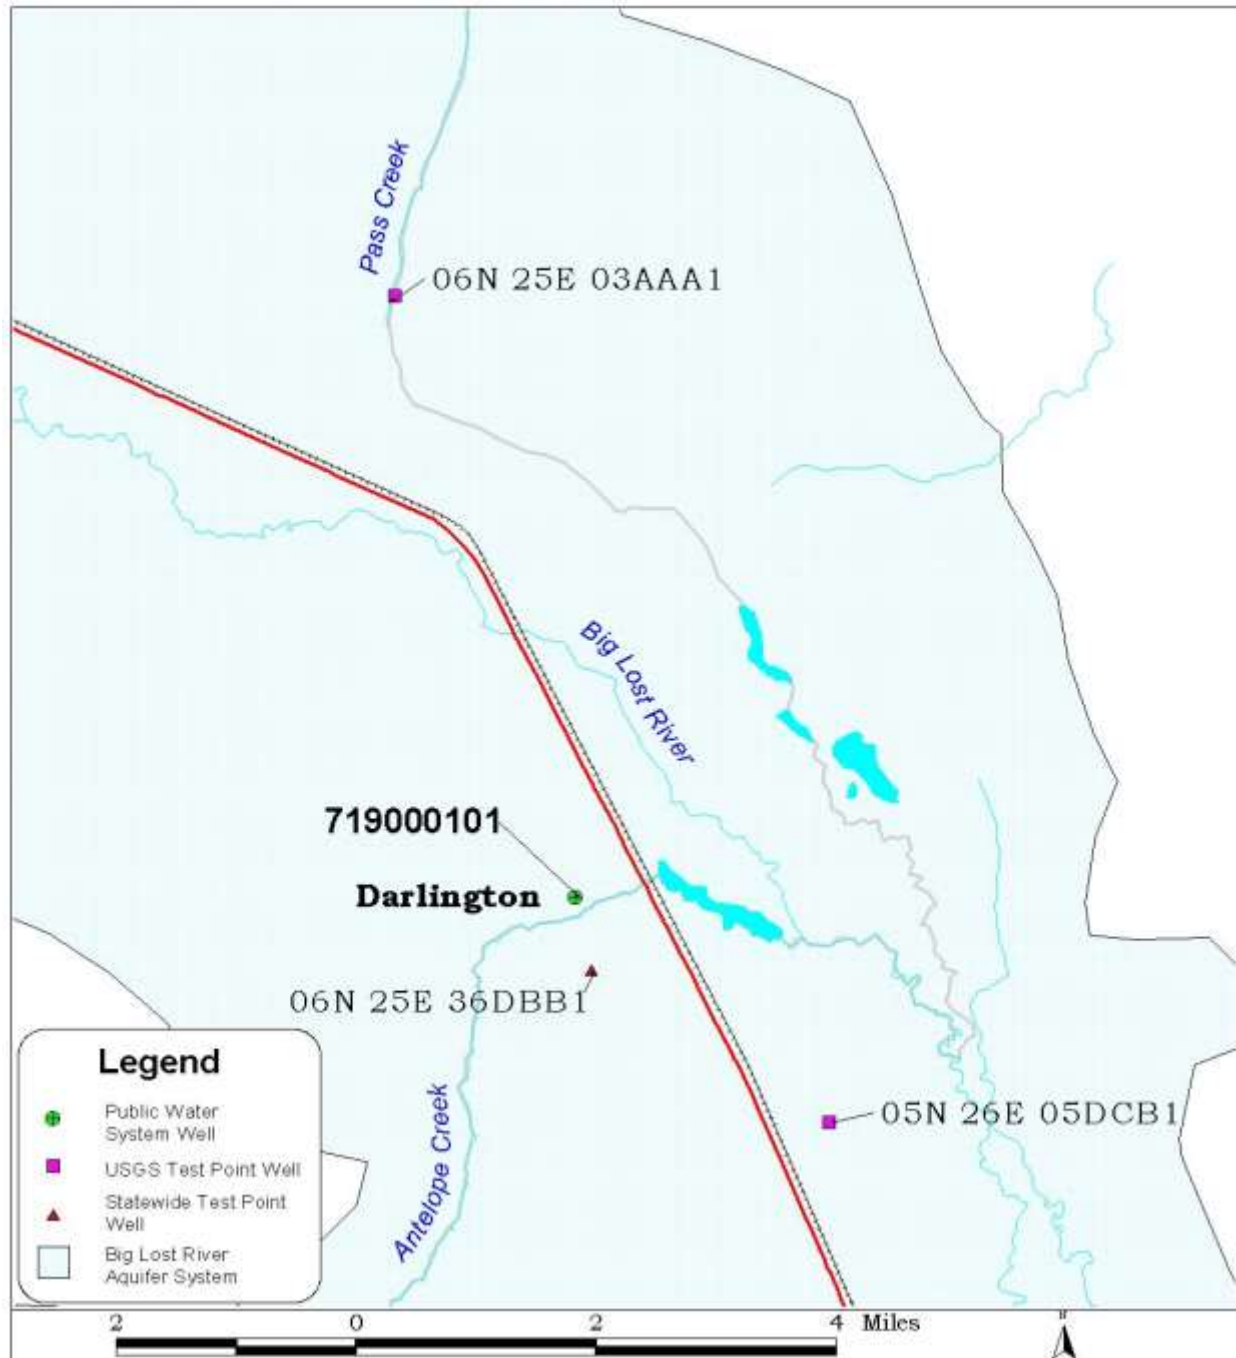 Pass Creek
06N 25E 03AAA1
Big Lost River
719000101
Darlington
06N 25E 36DBB1
Antelope Creek
05N 26E 05DCB1
Legend
Public Water
System Well
USGS Test Point Well
Statewide Test Point
Well
Big Lost River
Aquifer System
2 0 2 4 Miles